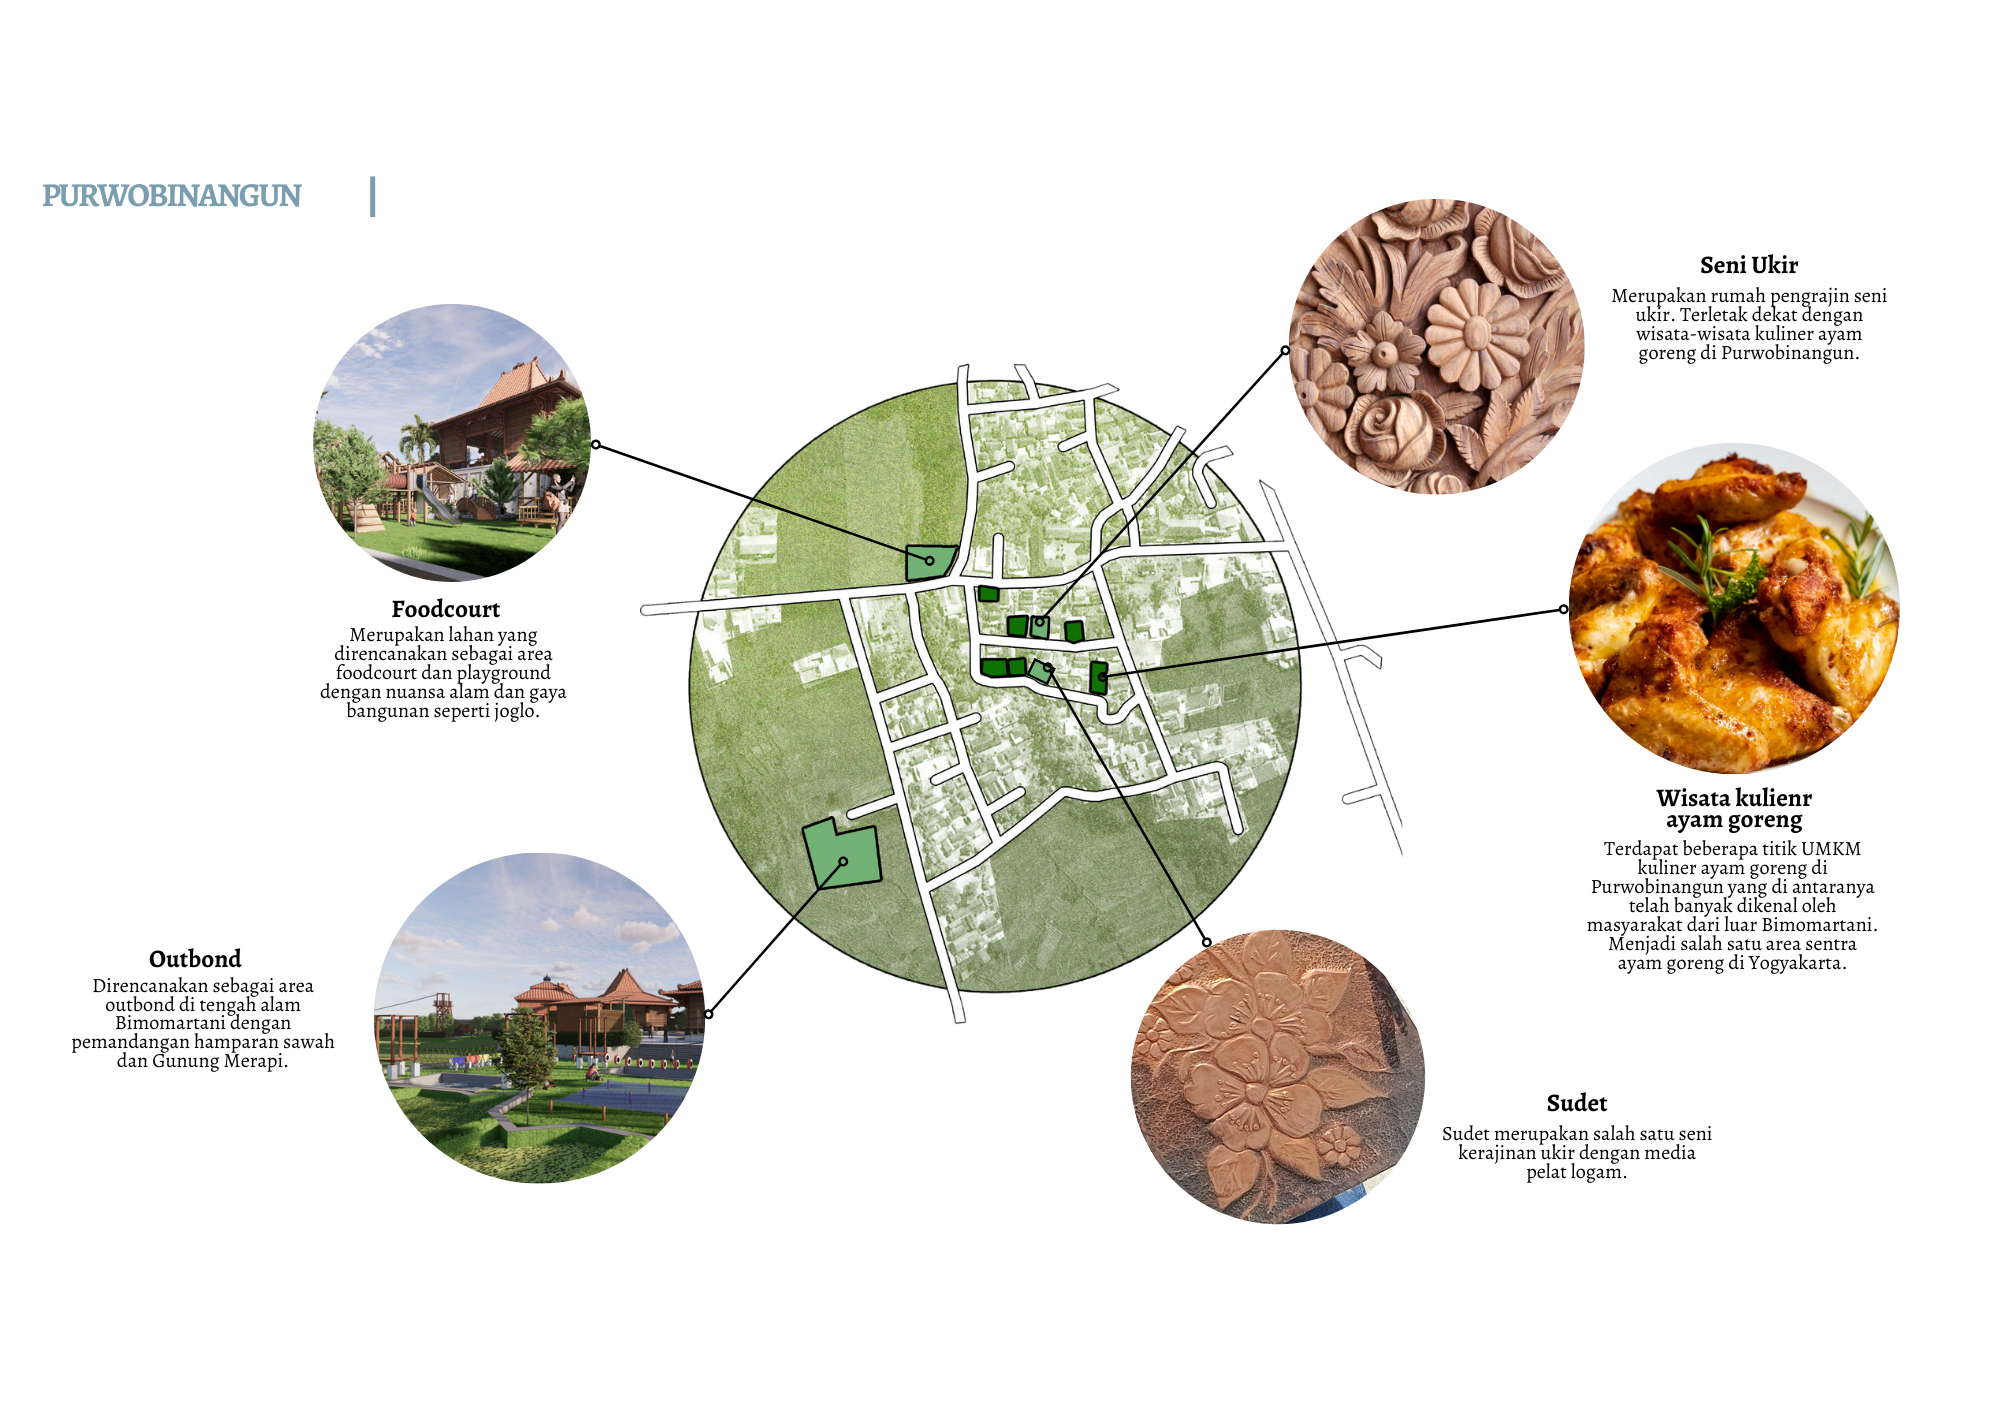 PURWOBINANGUN
Seni Ukir
Merupakan rumah pengrajin seni
ukir. Terletak dekat dengan
wisata-wisata kuliner ayam
goreng di Purwobinangun.
Foodcourt
Merupakan lahan yang
direncanakan sebagai area
foodcourt dan playground
dengan nuansa alam dan gaya
bangunan seperti joglo.
Wisata kulienr
ayam goreng
Terdapat beberapa titik UMKM
kuliner ayam goreng di
Purwobinangun yang di antaranya
telah banyak dikenal oleh
masyarakat dari luar Bimomartani.
Menjadi salah satu area sentra
ayam goreng di Yogyakarta.
Outbond
Direncanakan sebagai area
outbond di tengah alam
Bimomartani dengan
pemandangan hamparan sawah
dan Gunung Merapi.
Sudet
Sudet merupakan salah satu seni
kerajinan ukir dengan media
pelat logam.